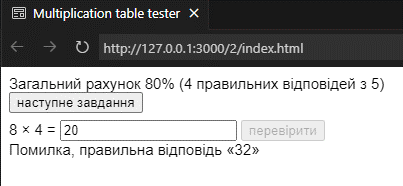 Multiplication table tester
http://127.0.0.1:3000/2/index.html
Загальний рахунок 80% (4 правильних відповідей з 5)
наступне завдання
8 × 4 = 20 перевірити
Помилка, правильна відповідь «32»